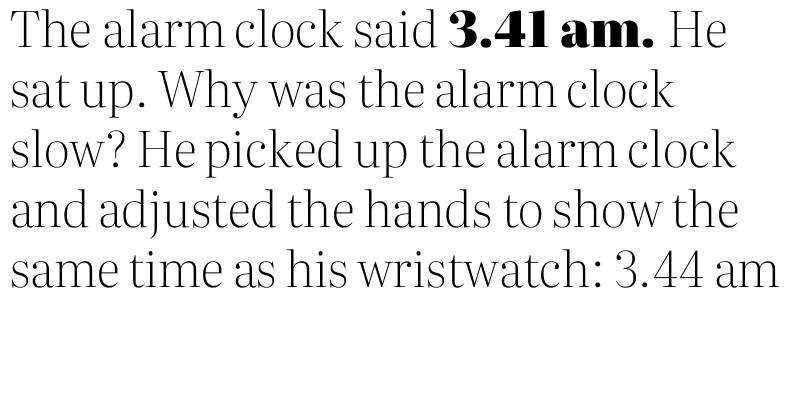 The alarm clock said 3.41 am. He
sat up. Why was the alarm clock
slow? He picked up the alarm clock
and adjusted the hands to show the
same time as his wristwatch: 3.44 am